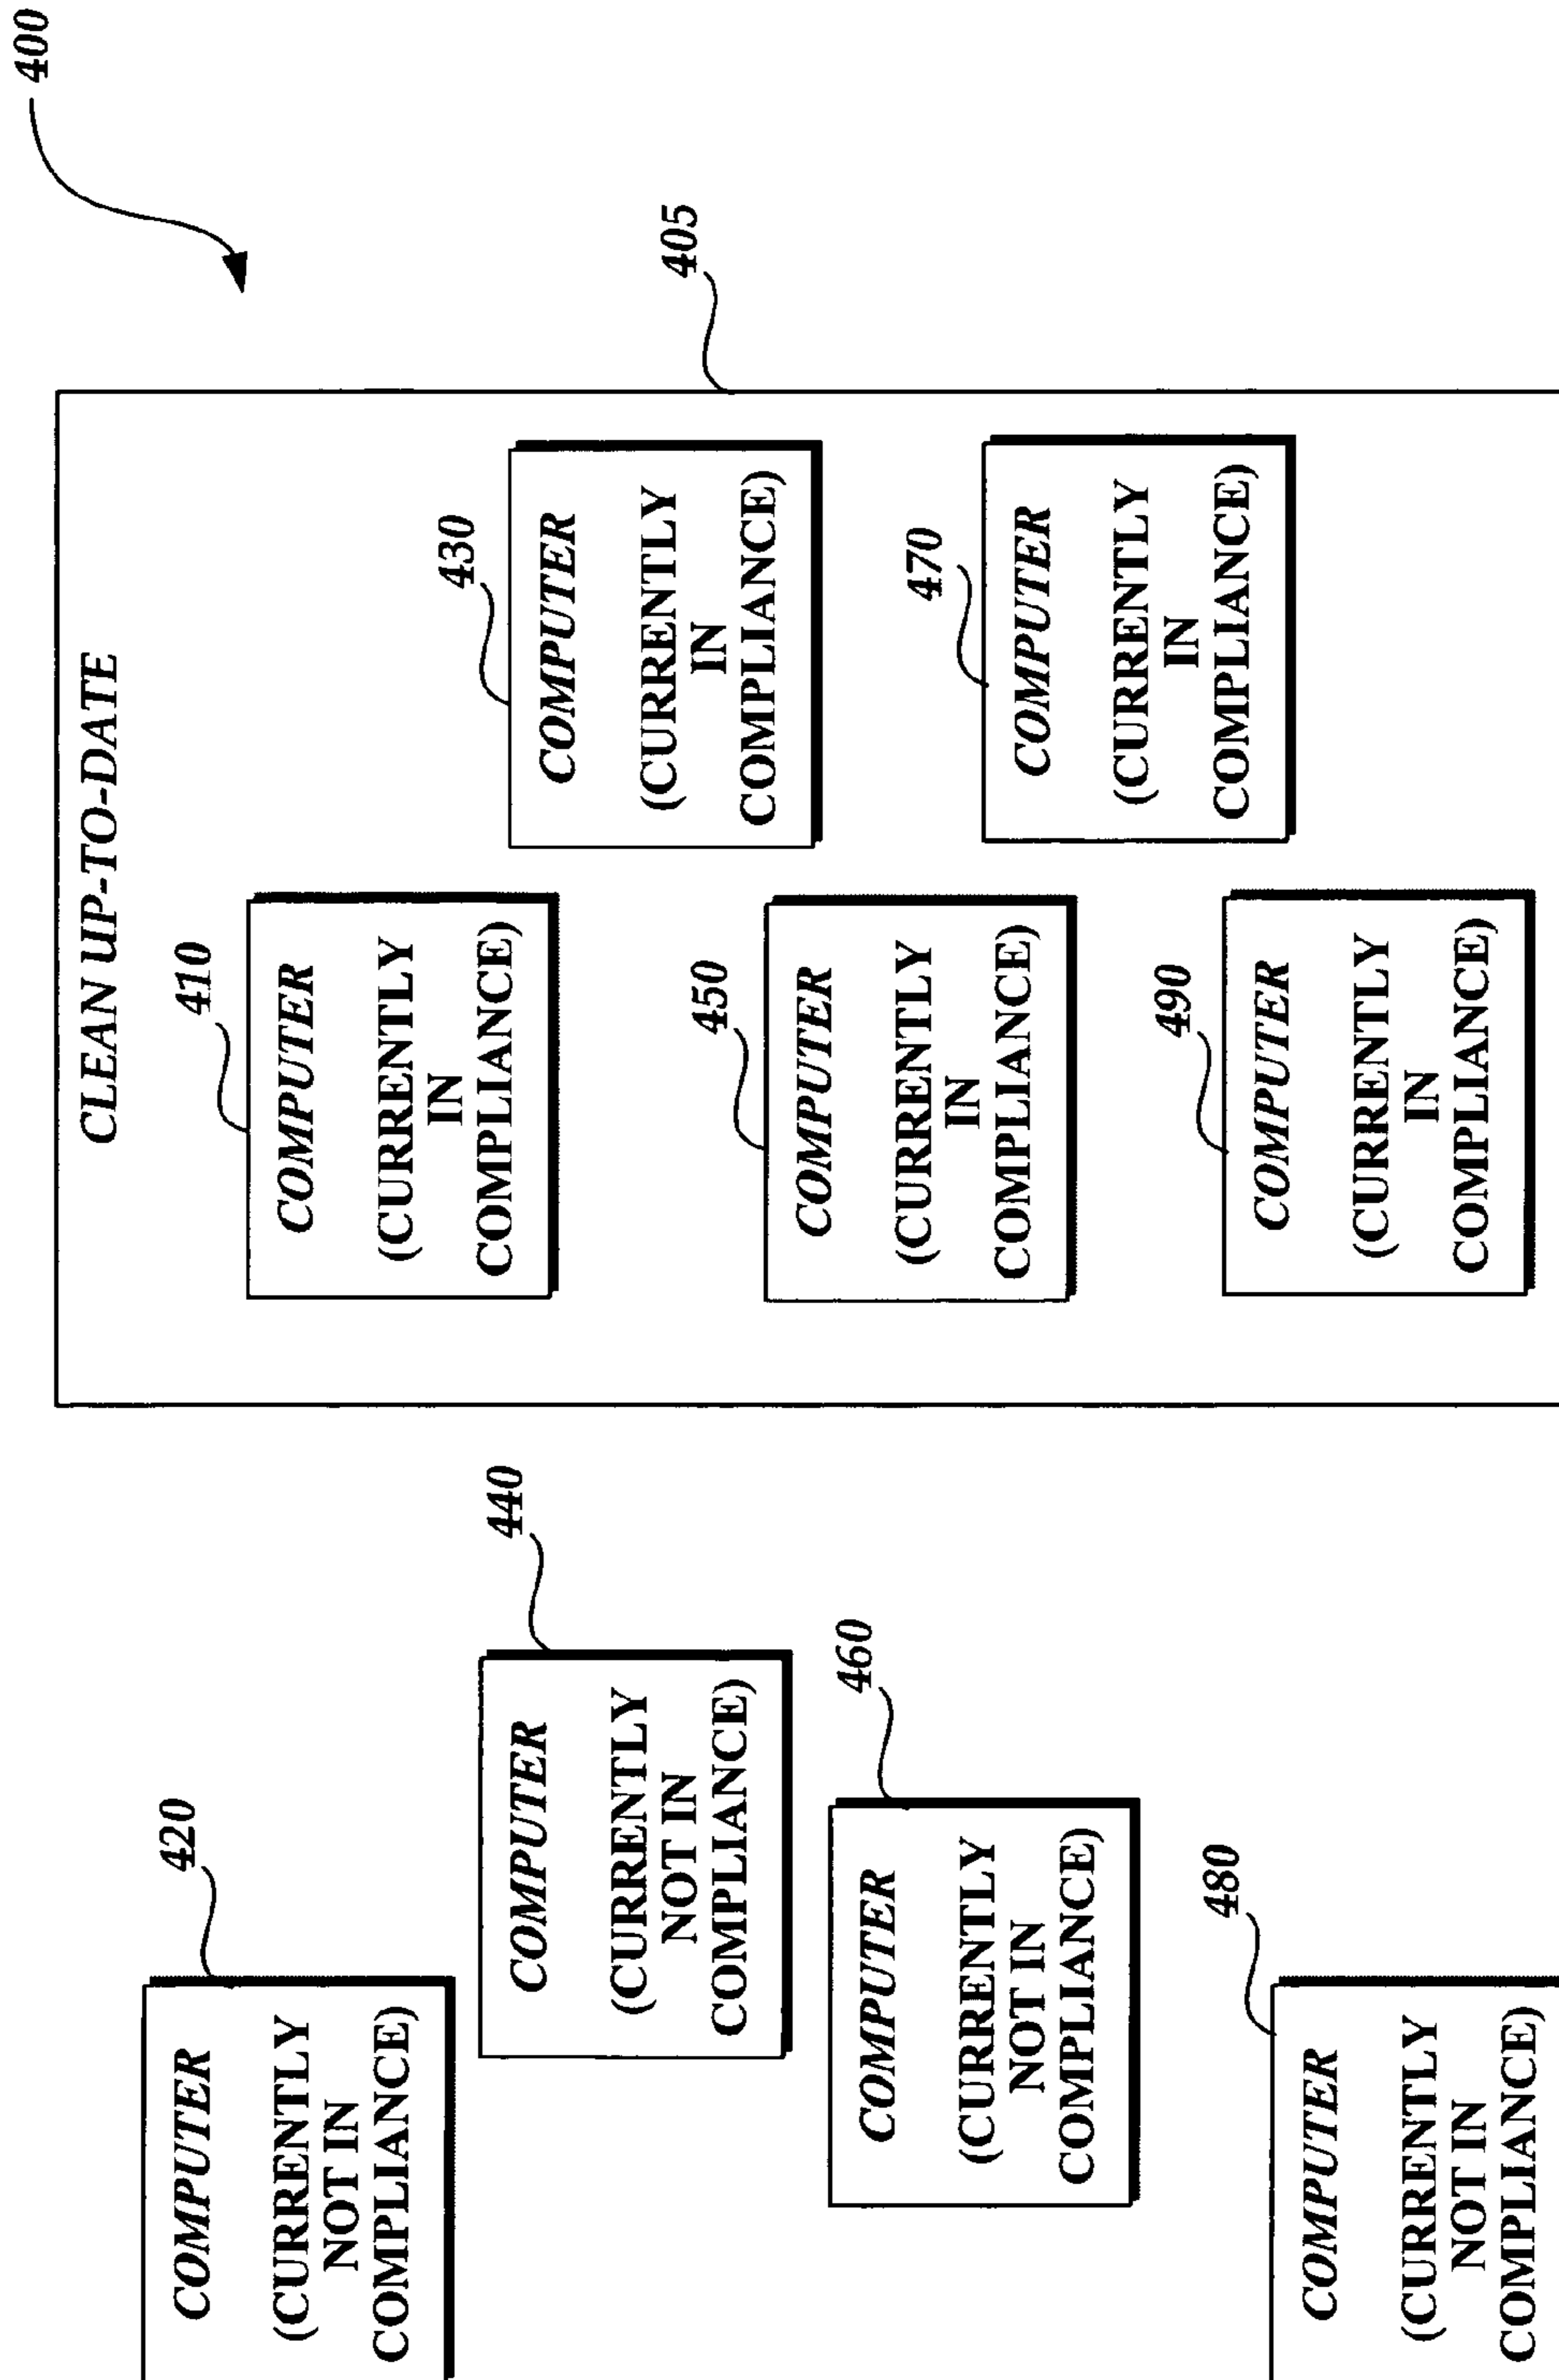 400
405
CLEAN UP-TO-DATE
410
COMPUTER
(CURRENTLY
IN
COMPLIANCE)
430
COMPUTER
(CURRENTLY
IN
COMPLIANCE)
450
COMPUTER
(CURRENTLY
IN
COMPLIANCE)
470
COMPUTER
(CURRENTLY
IN
COMPLIANCE)
490
COMPUTER
(CURRENTLY
IN
COMPLIANCE)
420
COMPUTER
(CURRENTLY
NOT IN
COMPLIANCE)
440
COMPUTER
(CURRENTLY
NOT IN
COMPLIANCE)
460
COMPUTER
(CURRENTLY
NOT IN
COMPLIANCE)
480
COMPUTER
(CURRENTLY
NOT IN
COMPLIANCE)